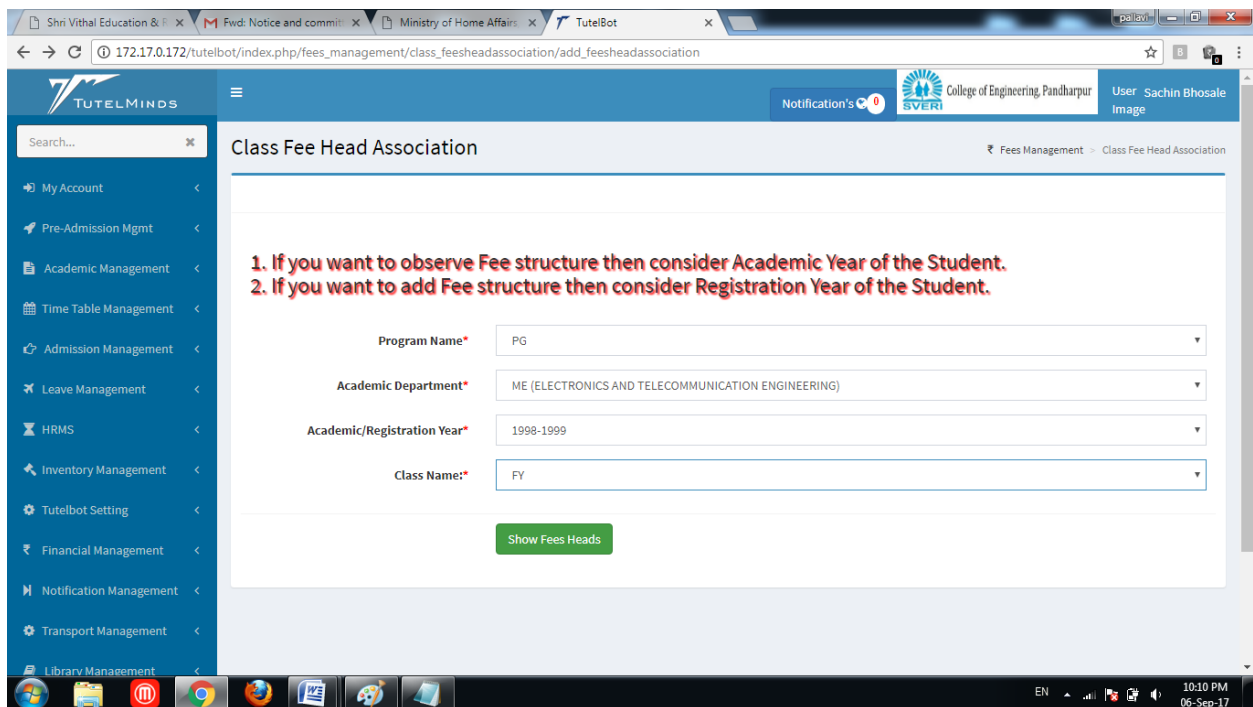 Shri Vithal Education & R
Fwd: Notice and committ
Ministry of Home Affairs
TutelBot
pallavi
172.17.0.172/tutelbot/index.php/fees_management/class_feesheadassociation/add_feesheadassociation
TUTELMINDS
Notification's 0
SVERI
College of Engineering, Pandharpur
User Sachin Bhosale
Image
Search...
Class Fee Head Association
₹ Fees Management > Class Fee Head Association
My Account
Pre-Admission Mgmt
Academic Management
Time Table Management
Admission Management
Leave Management
HRMS
Inventory Management
Tutelbot Setting
₹ Financial Management
Notification Management
Transport Management
Library Management
1. If you want to observe Fee structure then consider Academic Year of the Student.
2. If you want to add Fee structure then consider Registration Year of the Student.
Program Name* PG
Academic Department* ME (ELECTRONICS AND TELECOMMUNICATION ENGINEERING)
Academic/Registration Year* 1998-1999
Class Name:* FY
Show Fees Heads
EN
10:10 PM
06-Sep-17